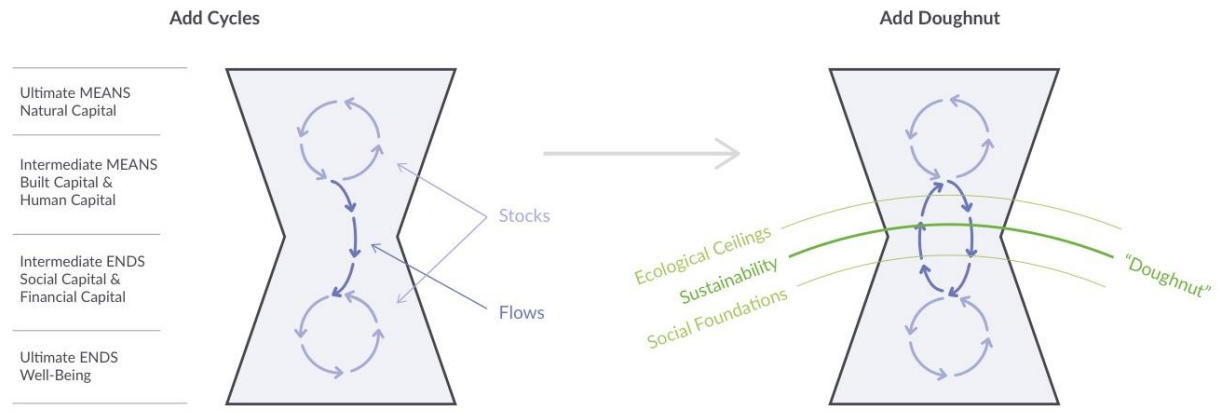 Add Cycles
Add Doughnut
Ultimate MEANS
Natural Capital
Intermediate MEANS
Built Capital &
Human Capital
Intermediate ENDS
Social Capital &
Financial Capital
Ultimate ENDS
Well-Being
Stocks
Flows
Ecological Ceilings
Sustainability
Social Foundations
“Doughnut”